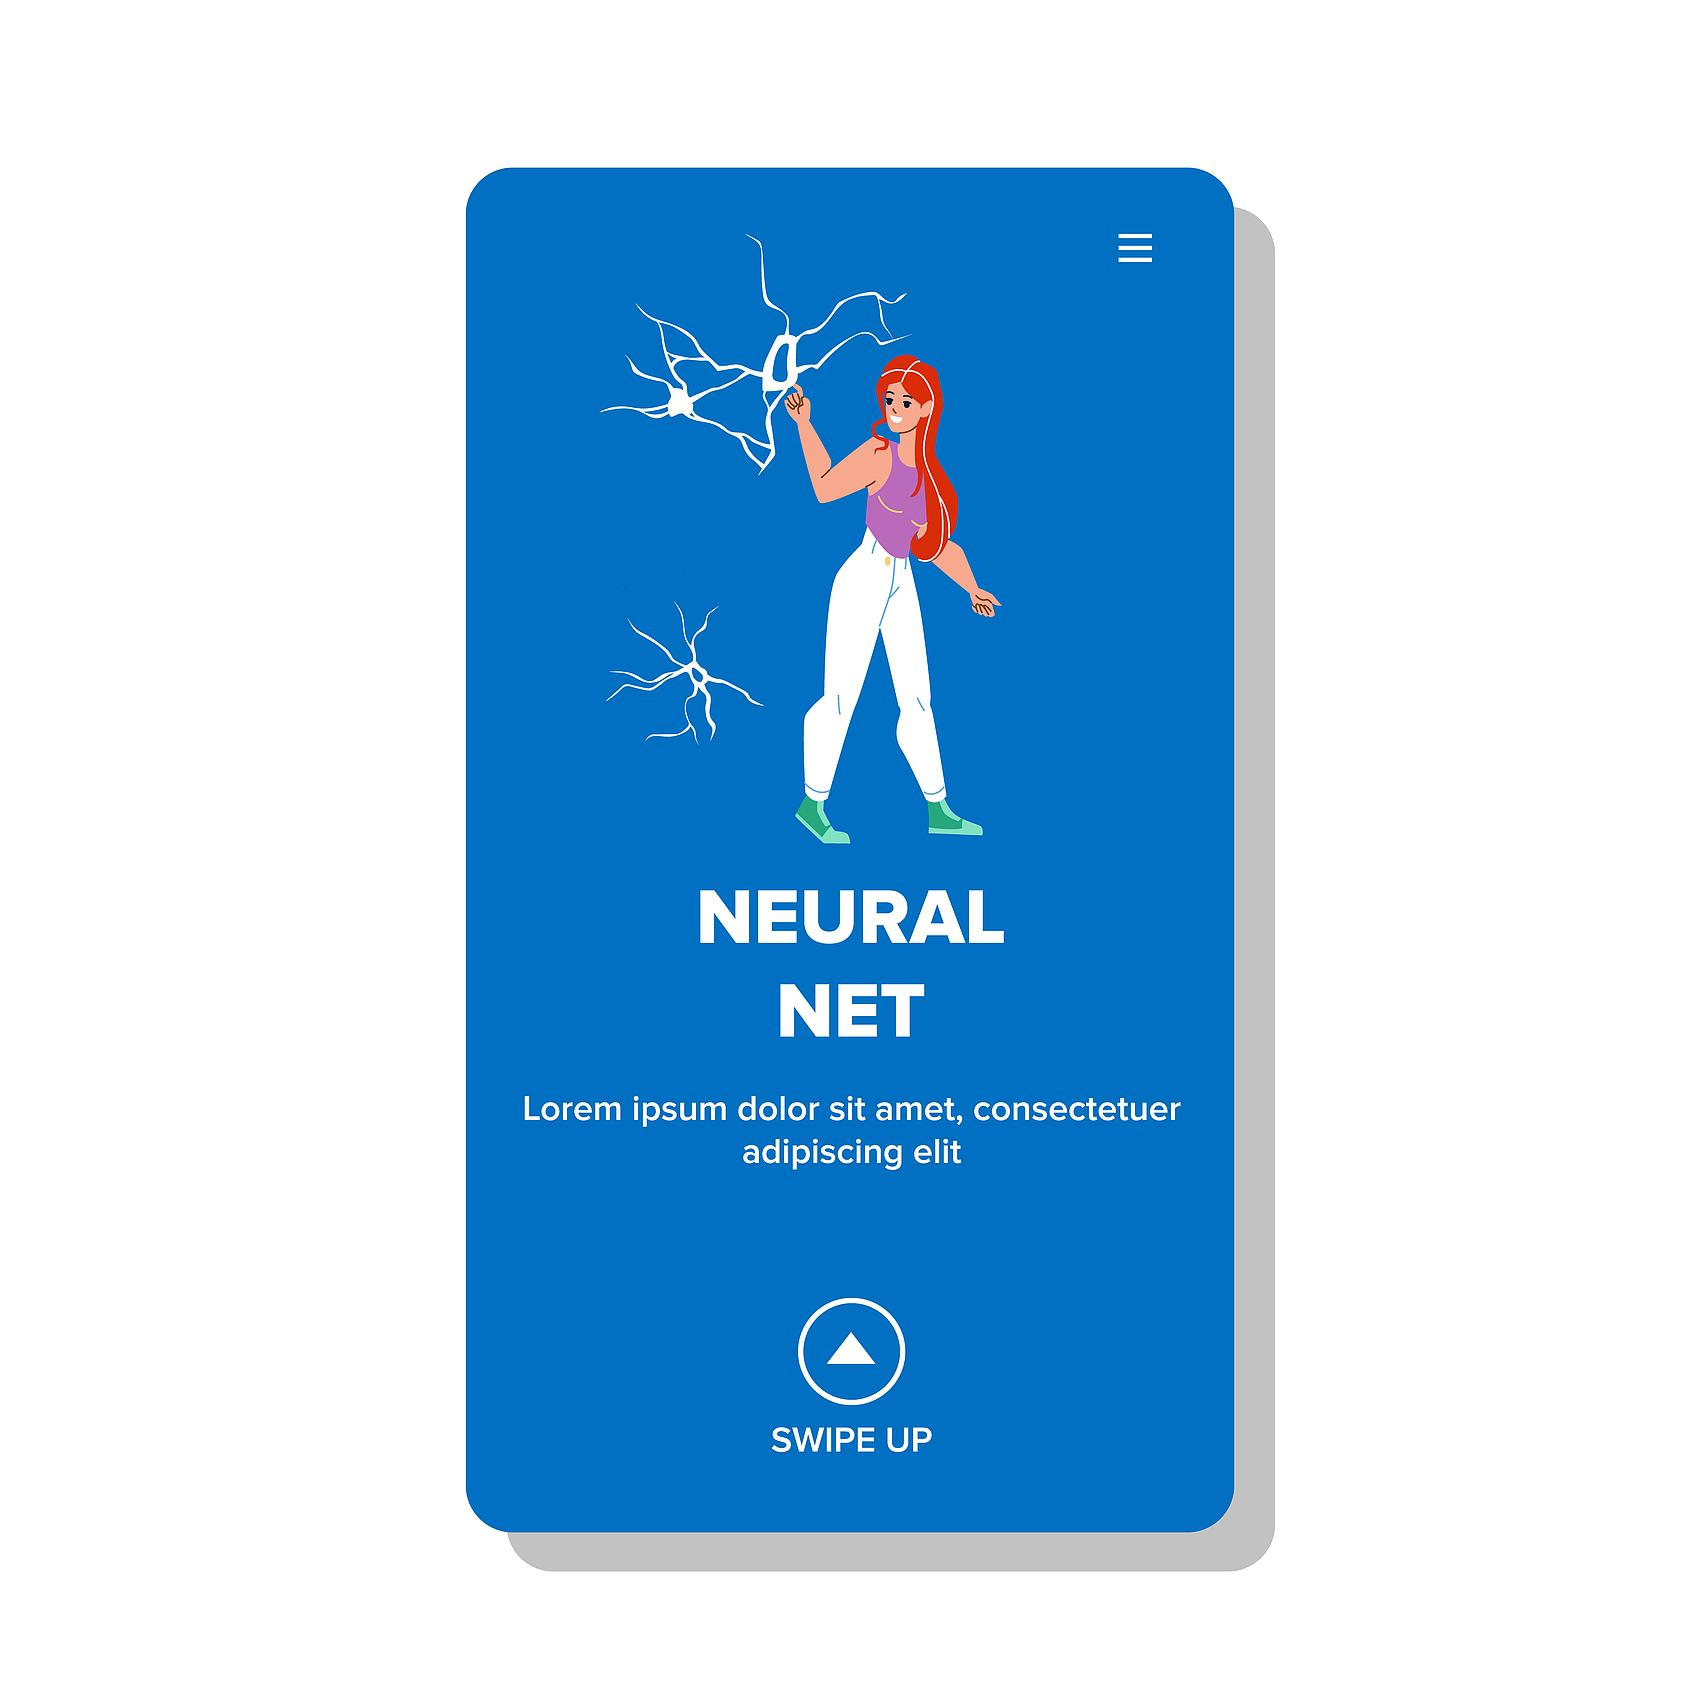 NEURAL
NET
Lorem ipsum dolor sit amet, consectetuer
adipiscing elit
SWIPE UP